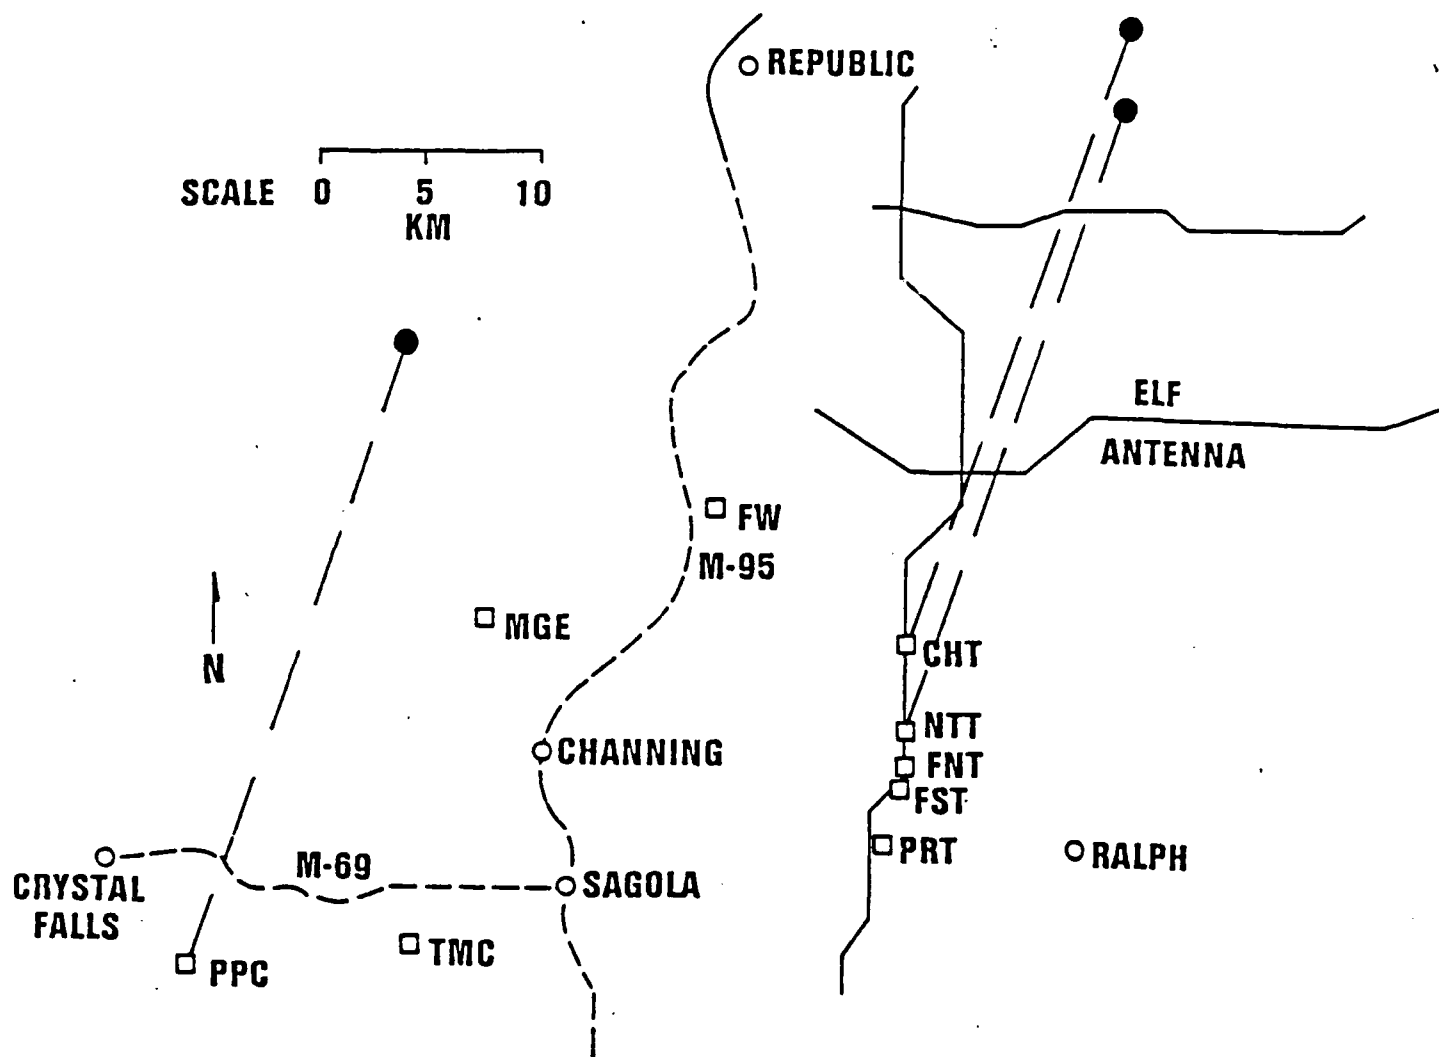 REPUBLIC
SCALE 0 5 10
KM
ELF
ANTENNA
FW
M-95
MGE
N
CHT
NTT
CHANNING
FNT
FST
PRT
RALPH
M-69
CRYSTAL
FALLS
SAGOLA
TMC
PPC